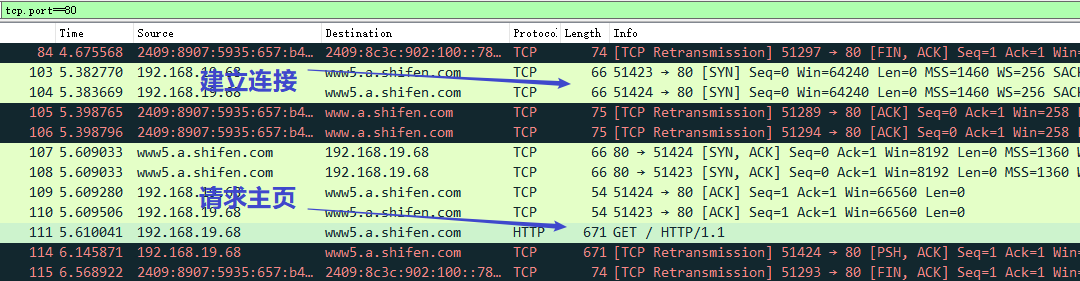 tcp.port==80
Time Source Destination Protocol Length Info
84 4.675568 2409:8907:5935:657:b4… 2409:8c3c:902:100::78… TCP 74 [TCP Retransmission] 51297 → 80 [FIN, ACK] Seq=1 Ack=1 Win=
103 5.382770 192.168.19.68 www5.a.shifen.com TCP 66 51423 → 80 [SYN] Seq=0 Win=64240 Len=0 MSS=1460 WS=256 SAC
建立连接
104 5.383669 192.168.19.68 www5.a.shifen.com TCP 66 51424 → 80 [SYN] Seq=0 Win=64240 Len=0 MSS=1460 WS=256 SAC
105 5.398765 2409:8907:5935:657:b4… www.a.shifen.com TCP 75 51289 → 80 [ACK] Seq=1 Ack=1 Win=258
106 5.398796 2409:8907:5935:657:b4… www.a.shifen.com TCP 75 51294 → 80 [ACK] Seq=1 Ack=1 Win=258
107 5.609033 www5.a.shifen.com 192.168.19.68 TCP 66 80 → 51424 [SYN, ACK] Seq=0 Ack=1 Win=8192 Len=0 MSS=1360 W
108 5.609033 www5.a.shifen.com 192.168.19.68 TCP 66 80 → 51423 [SYN, ACK] Seq=0 Ack=1 Win=8192 Len=0 MSS=1360 W
109 5.609280 192.168.19.68 www5.a.shifen.com TCP 54 51424 → 80 [ACK] Seq=1 Ack=1 Win=66560 Len=0
请求主页
110 5.609506 192.168.19.68 www5.a.shifen.com TCP 54 51423 → 80 [ACK] Seq=1 Ack=1 Win=66560 Len=0
111 5.610041 192.168.19.68 www5.a.shifen.com HTTP 671 GET / HTTP/1.1
114 6.145871 192.168.19.68 www5.a.shifen.com TCP 671 [TCP Retransmission] 51424 → 80 [PSH, ACK] Seq=1 Ack=1 Win=
115 6.568922 2409:8907:5935:657:b4… 2409:8c3c:902:100::78… TCP 74 [TCP Retransmission] 51293 → 80 [FIN, ACK] Seq=1 Ack=1 Win=